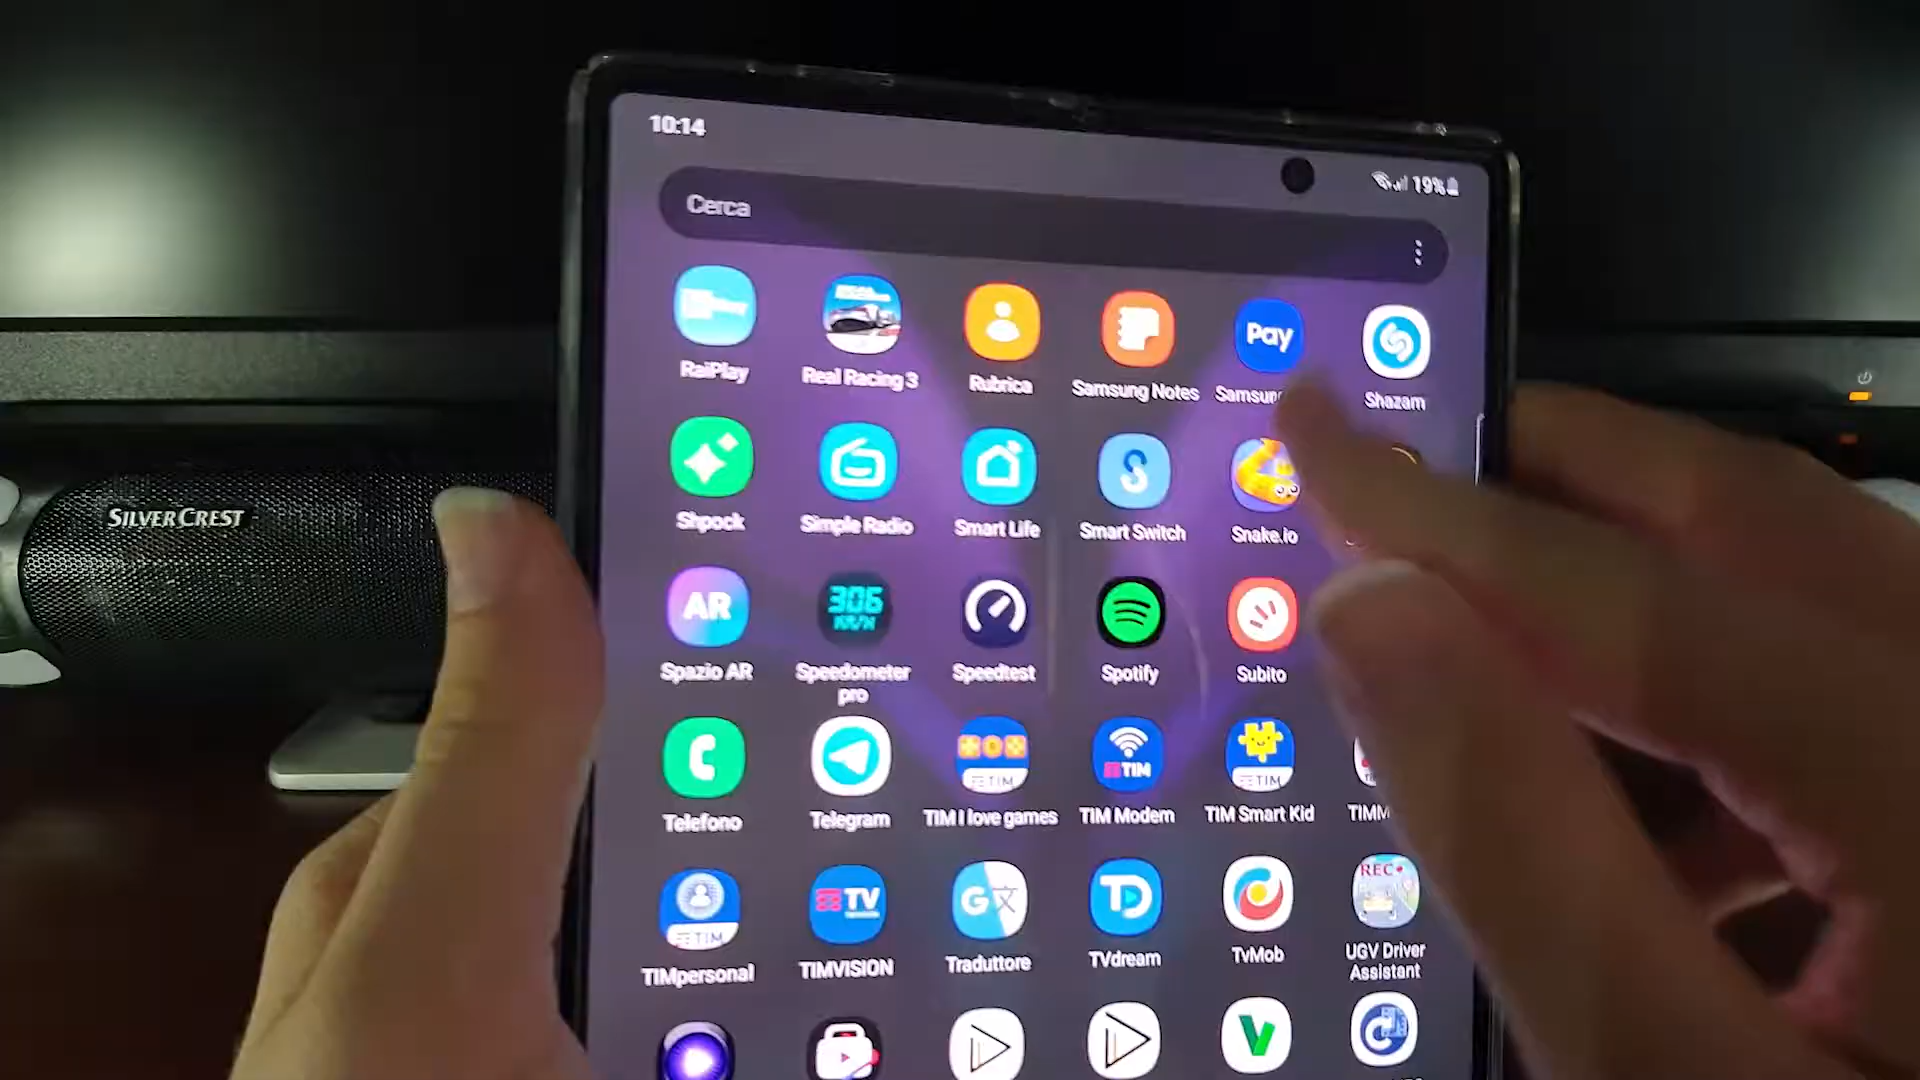 10:14
19%
Cerca
Pay
RaiPlay
Real Racing 3
Rubrica
Samsung Notes
Shazam
SILVERCREST
Shpock
Simple Radio
Smart Life
Smart Switch
Snake.io
AR
306
KM/H
Spazio AR
Speedometer
pro
Speedtest
Spotify
Subito
TIM
TIM
TIM
Telefono
Telegram
TIM I love games
TIM Modem
TIM Smart Kid
TIM
TV
G
TD
REC
TIMpersonal
TIMVISION
Traduttore
TVdream
TvMob
UGV Driver
Assistant